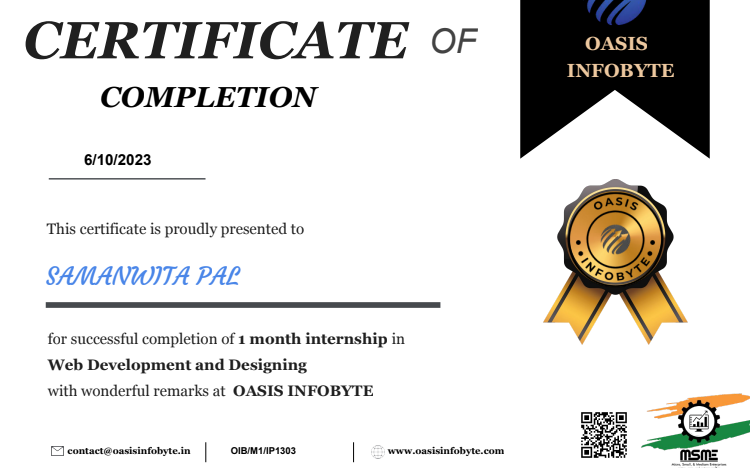 CERTIFICATE OF
COMPLETION
OASIS
INFOBYTE
6/10/2023
This certificate is proudly presented to
SAMANWITA PAL
OASIS
INFOBYTE
for successful completion of 1 month internship in
Web Development and Designing
with wonderful remarks at OASIS INFOBYTE
contact@oasisinfobyte.in
OIB/M1/IP1303
www.oasisinfobyte.com
MSME